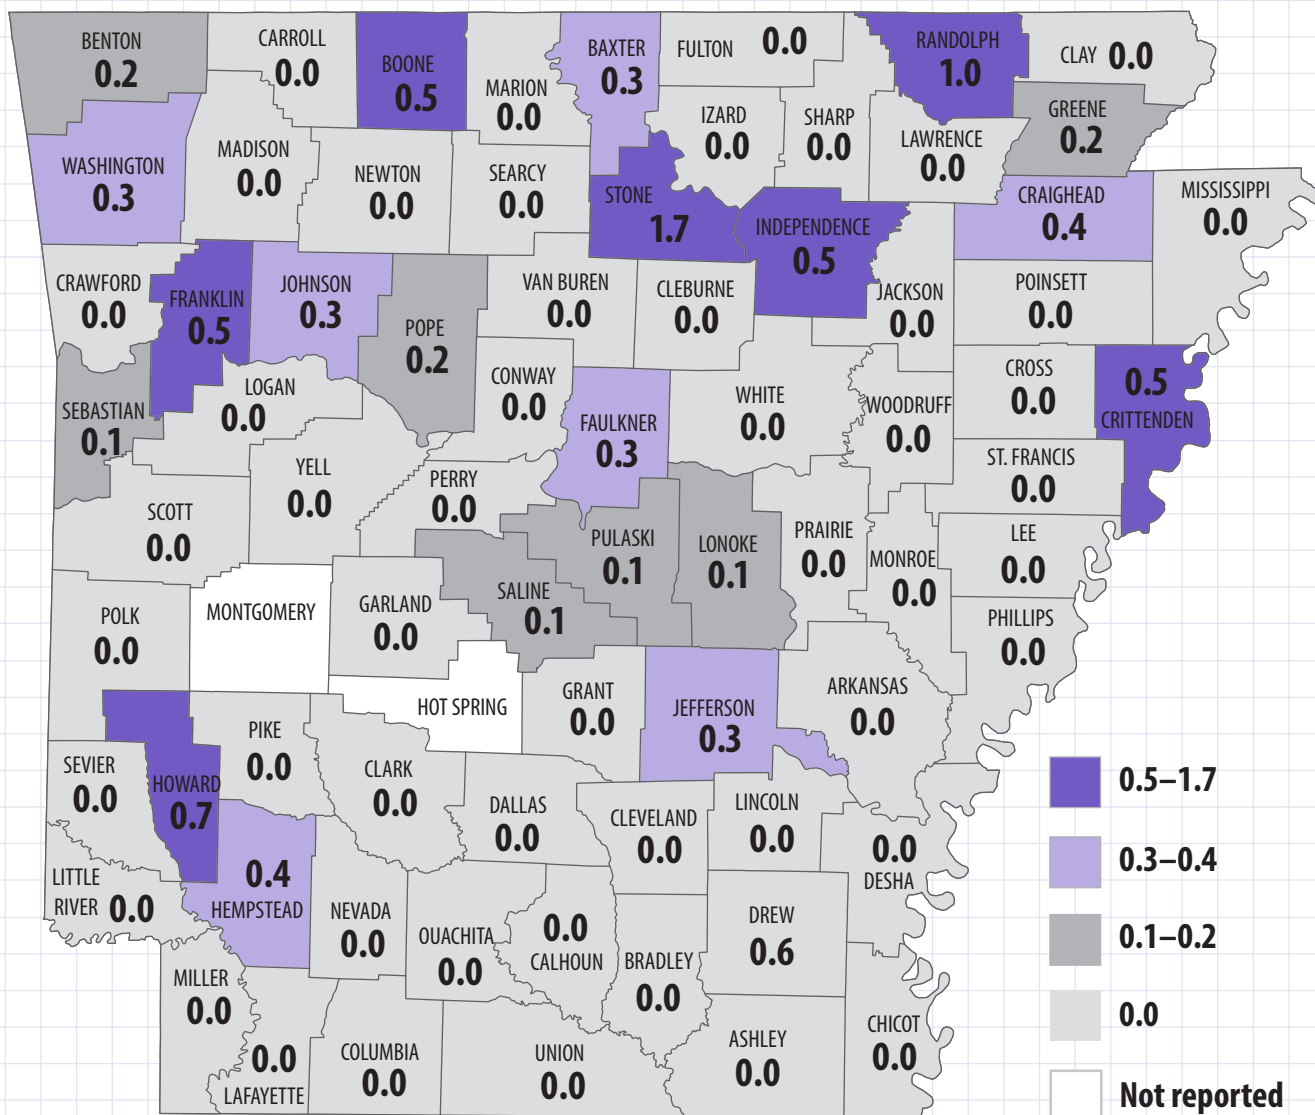 BENTON
0.2
CARROLL
0.0
BOONE
0.5
MARION
0.0
BAXTER
0.3
FULTON 0.0
RANDOLPH
1.0
CLAY 0.0
GREENE
0.2
IZARD
0.0
SHARP
0.0
LAWRENCE
0.0
WASHINGTON
0.3
MADISON
0.0
NEWTON
0.0
SEARCY
0.0
STONE
1.7
INDEPENDENCE
0.5
CRAIGHEAD
0.4
MISSISSIPPI
0.0
CRAWFORD
0.0
FRANKLIN
0.5
JOHNSON
0.3
POPE
0.2
VAN BUREN
0.0
CLEBURNE
0.0
JACKSON
0.0
POINSETT
0.0
SEBASTIAN
0.1
LOGAN
0.0
CONWAY
0.0
FAULKNER
0.3
WHITE
0.0
WOODRUFF
0.0
CROSS
0.0
0.5
CRITTENDEN
ST. FRANCIS
0.0
SCOTT
0.0
YELL
0.0
PERRY
0.0
PULASKI
0.1
LONOKE
0.1
PRAIRIE
0.0
MONROE
0.0
LEE
0.0
POLK
0.0
MONTGOMERY
GARLAND
0.0
SALINE
0.1
PHILLIPS
0.0
HOT SPRING
GRANT
0.0
JEFFERSON
0.3
ARKANSAS
0.0
SEVIER
0.0
HOWARD
0.7
PIKE
0.0
CLARK
0.0
DALLAS
0.0
CLEVELAND
0.0
LINCOLN
0.0
0.0
DESHA
LITTLE
RIVER 0.0
0.4
HEMPSTEAD
NEVADA
0.0
OUACHITA
0.0
0.0
CALHOUN
BRADLEY
0.0
DREW
0.6
MILLER
0.0
0.0
LAFAYETTE
COLUMBIA
0.0
UNION
0.0
ASHLEY
0.0
CHICOT
0.0
0.5–1.7
0.3–0.4
0.1–0.2
0.0
Not reported